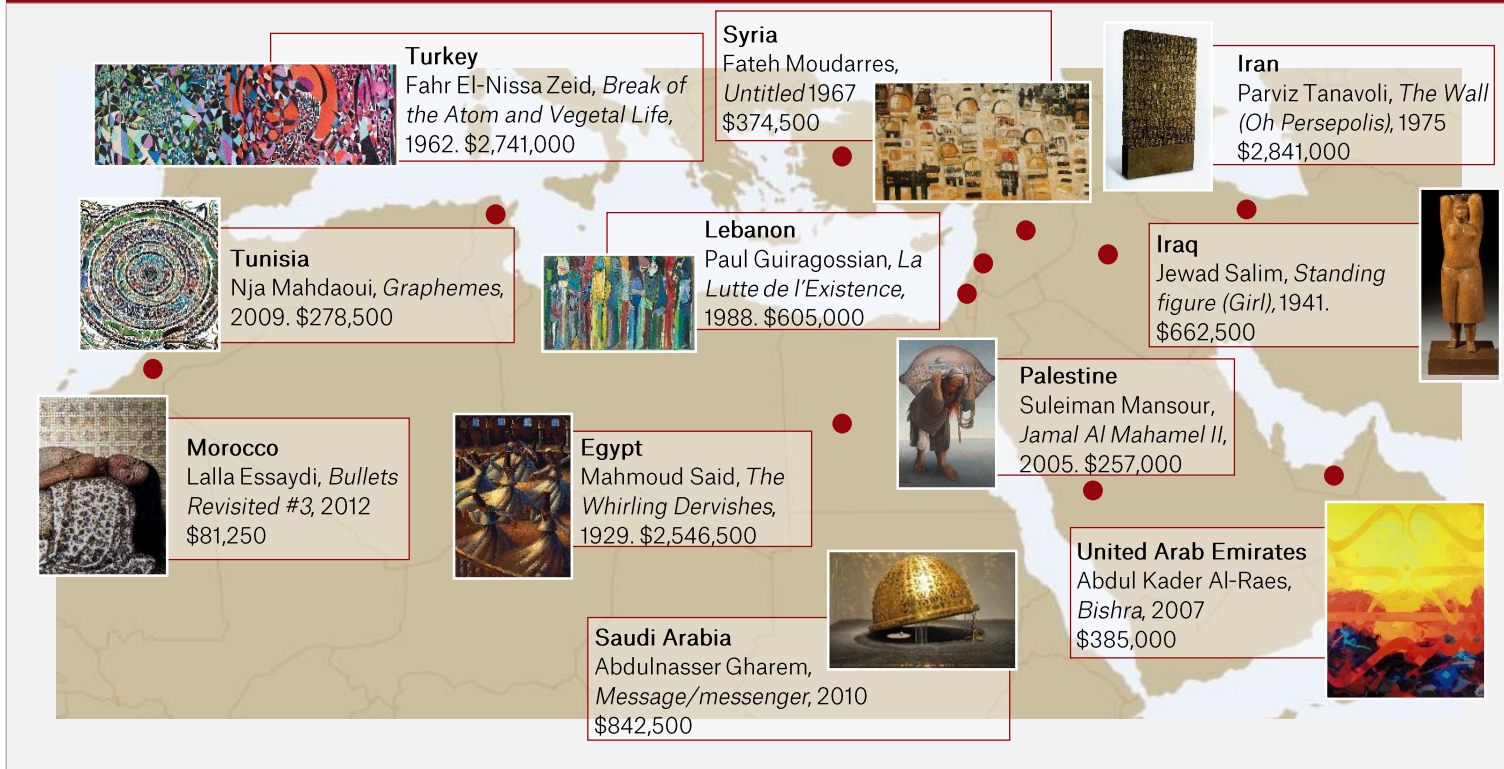 Turkey
Fahr El-Nissa Zeid, Break of
the Atom and Vegetal Life,
1962. $2,741,000
Syria
Fateh Moudarres,
Untitled 1967
$374,500
Iran
Parviz Tanavoli, The Wall
(Oh Persepolis), 1975
$2,841,000
Tunisia
Nja Mahdaoui, Graphemes,
2009. $278,500
Lebanon
Paul Guiragossian, La
Lutte de l'Existence,
1988. $605,000
Iraq
Jewad Salim, Standing
figure (Girl), 1941.
$662,500
Morocco
Lalla Essaydi, Bullets
Revisited #3, 2012
$81,250
Egypt
Mahmoud Said, The
Whirling Dervishes,
1929. $2,546,500
Palestine
Suleiman Mansour,
Jamal Al Mahamel II,
2005. $257,000
Saudi Arabia
Abdulnasser Gharem,
Message/messenger, 2010
$842,500
United Arab Emirates
Abdul Kader Al-Raes,
Bishra, 2007
$385,000